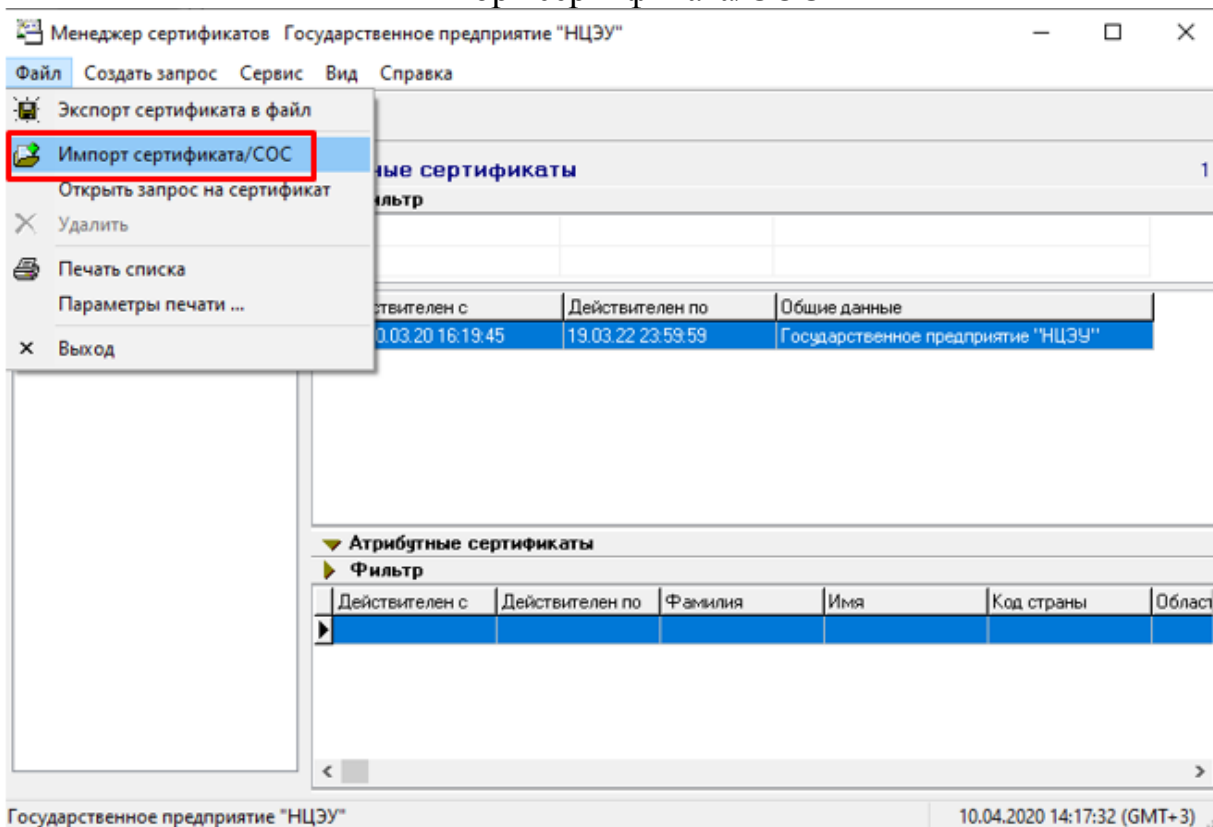 Менеджер сертификатов Государственное предприятие "НЦЭУ"
Файл Создать запрос Сервис Вид Справка
Экспорт сертификата в файл
Импорт сертификата/СОС
Открыть запрос на сертификат
Удалить
Печать списка
Параметры печати ...
Выход
ные сертификаты 1
льтр
ствителен с Действителен по Общие данные
0.03.20 16:19:45 19.03.22 23:59:59 Государственное предприятие "НЦЭУ"
Атрибутные сертификаты
Фильтр
Действителен с Действителен по Фамилия Имя Код страны Област
Государственное предприятие "НЦЭУ" 10.04.2020 14:17:32 (GMT+3)